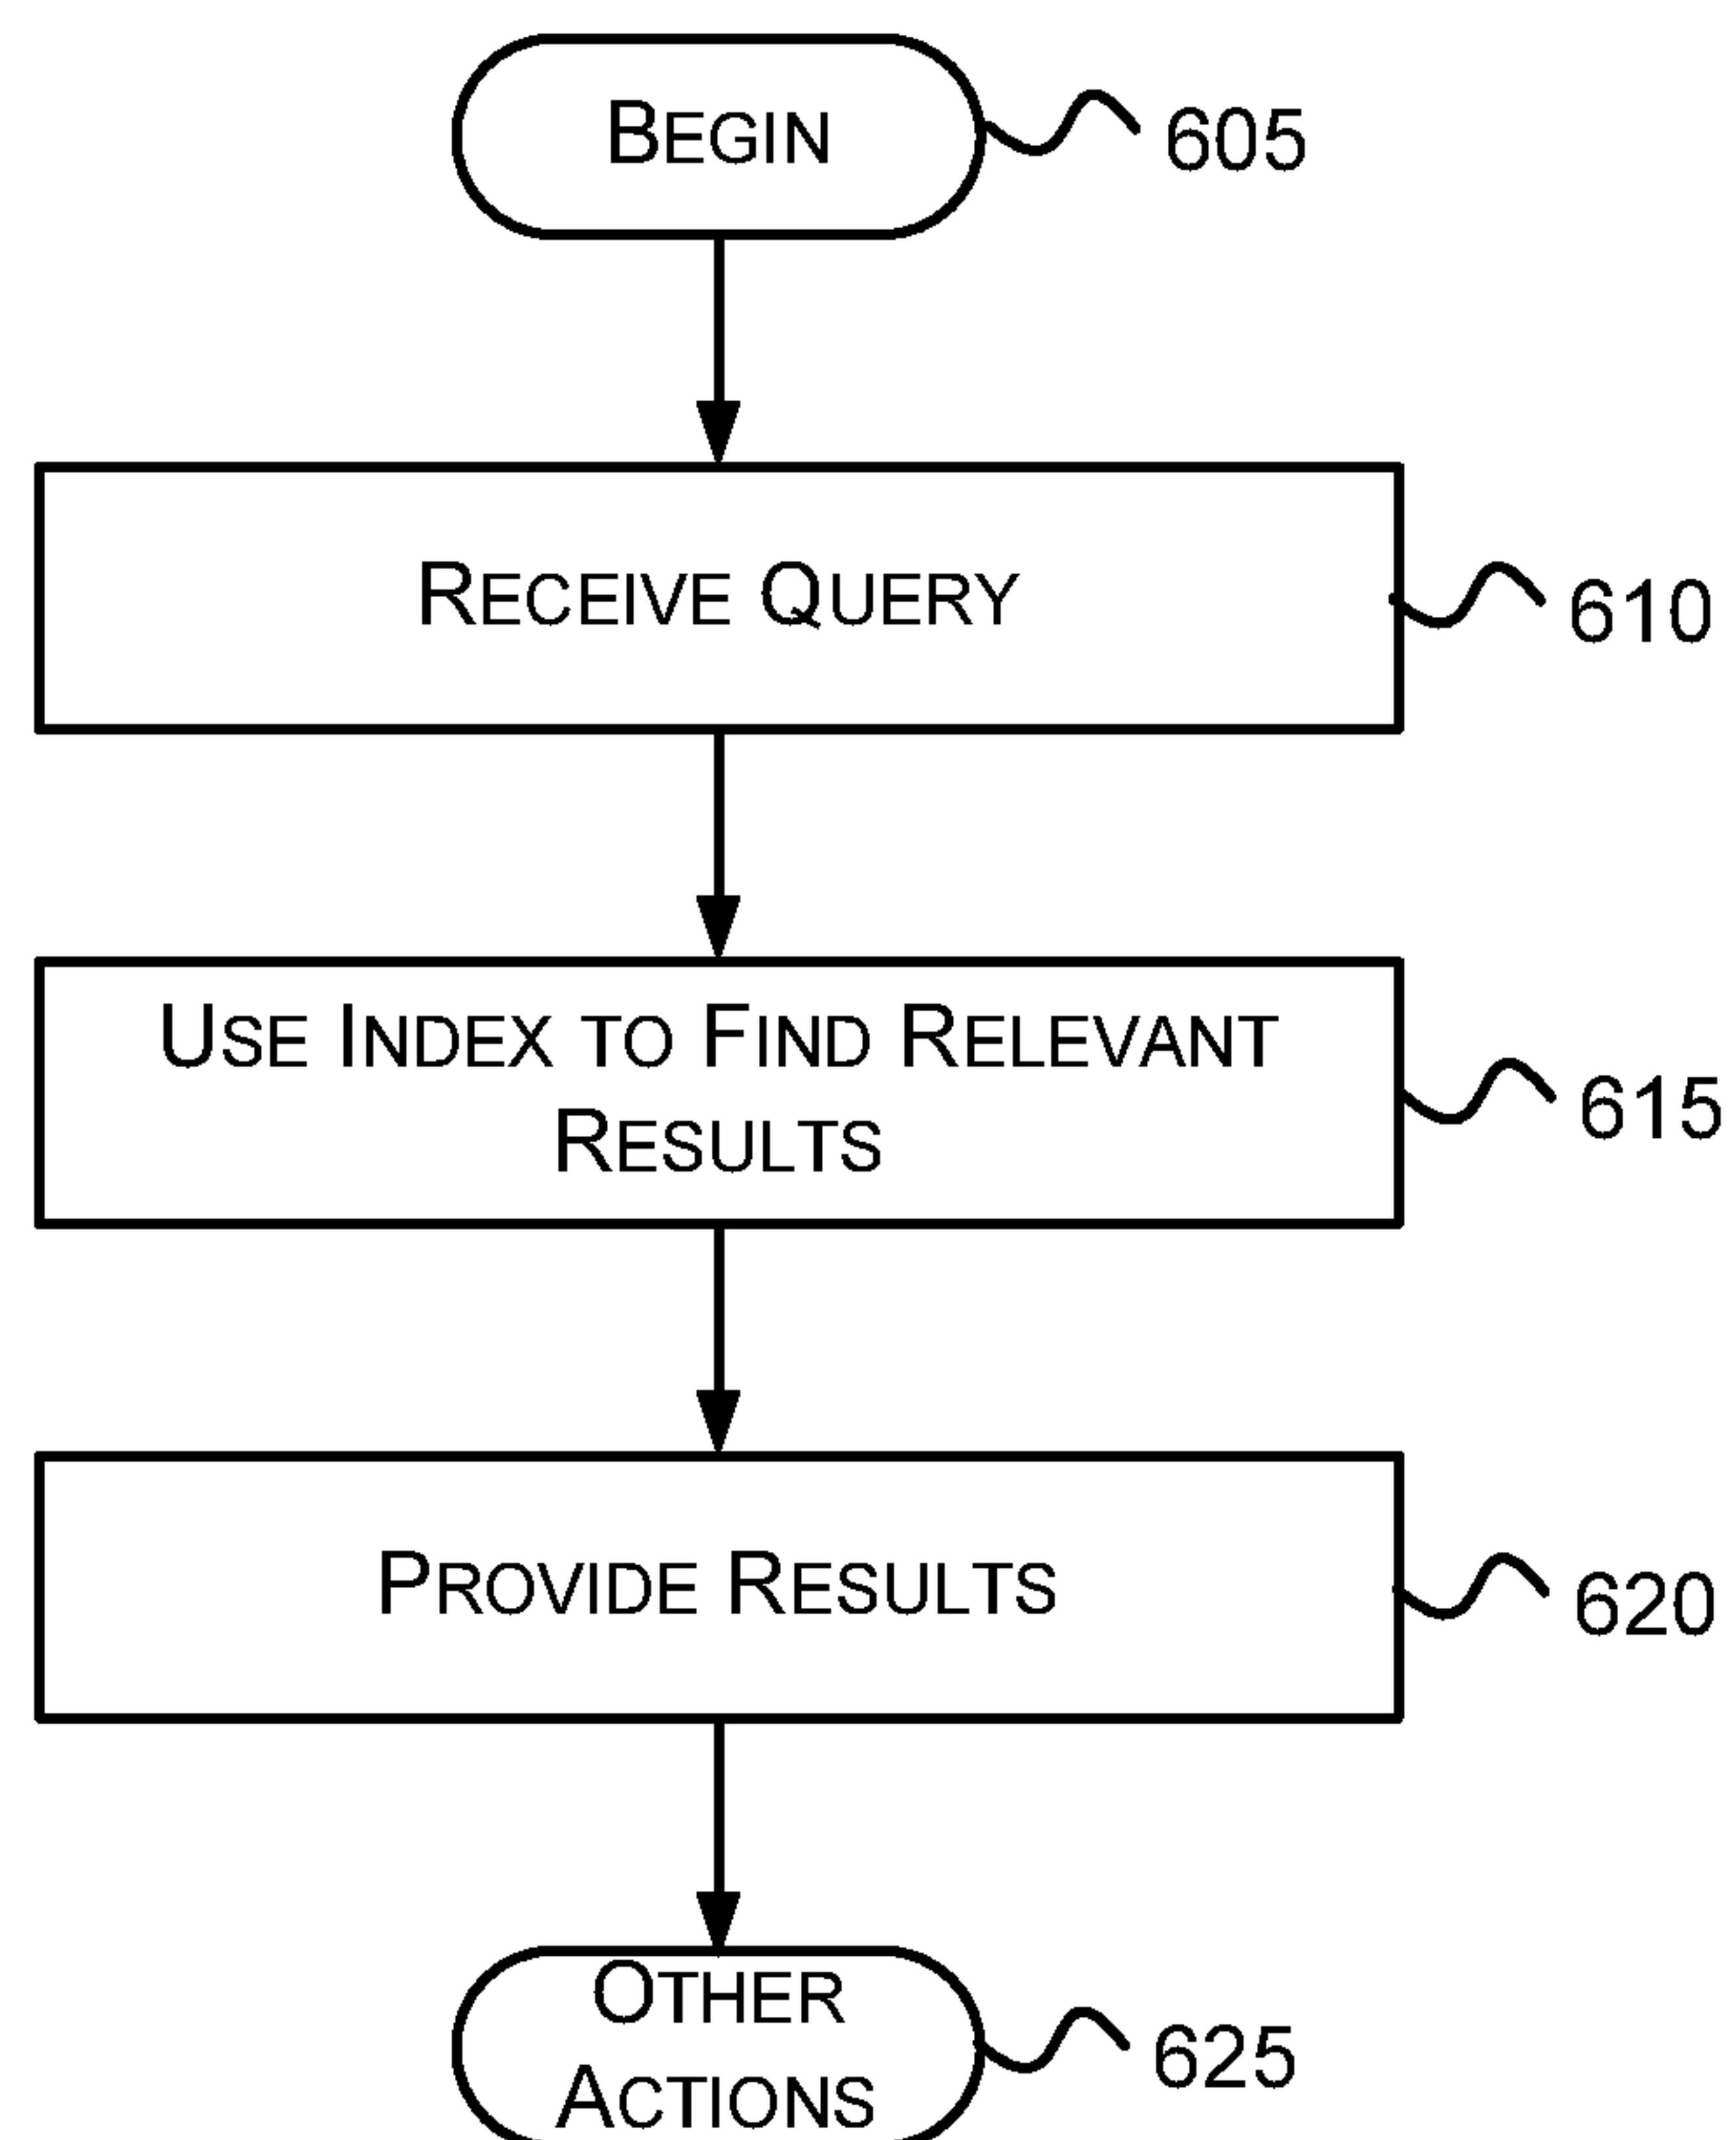 BEGIN
605
RECEIVE QUERY
610
USE INDEX TO FIND RELEVANT
RESULTS
615
PROVIDE RESULTS
620
OTHER
ACTIONS
625